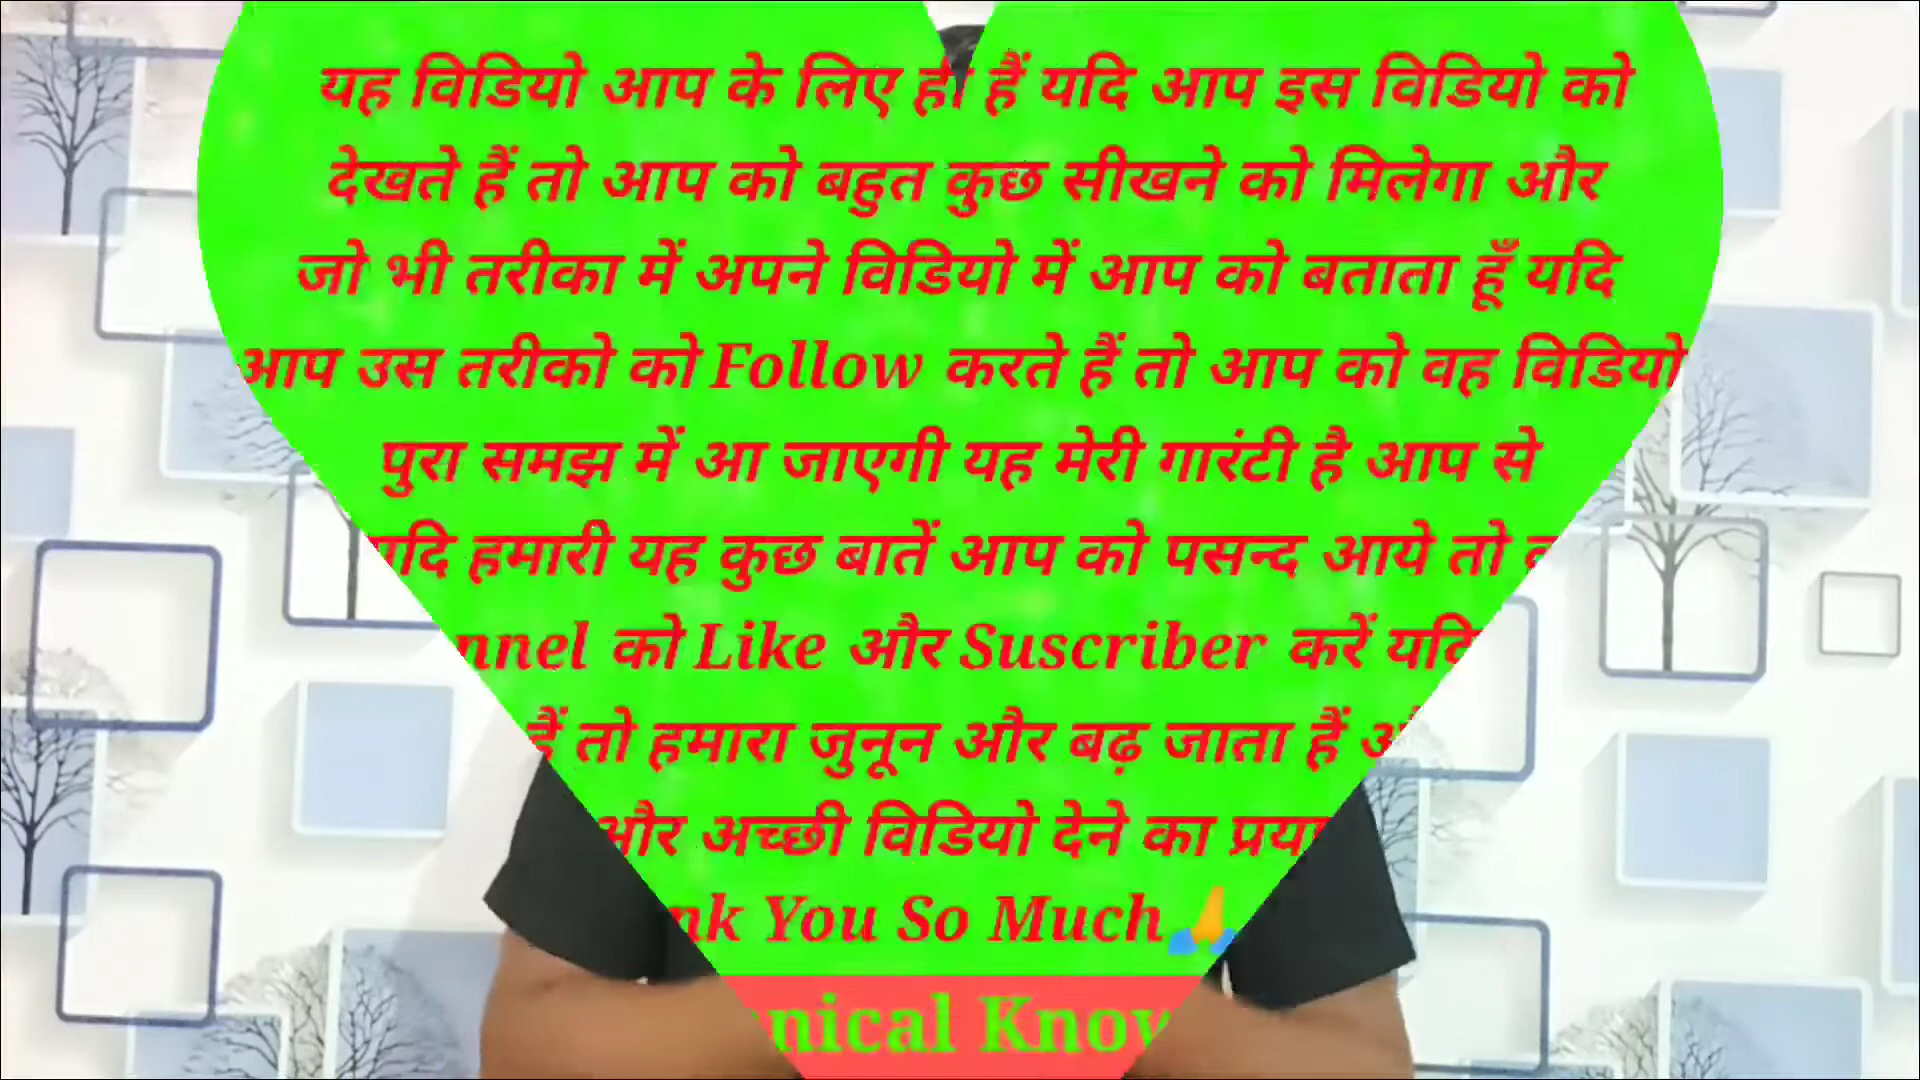 यह विडियो आप के लिए ही हैं यदि आप इस विडियो को
देखते हैं तो आप को बहुत कुछ सीखने को मिलेगा और
जो भी तरीका में अपने विडियो में आप को बताता हूँ यदि
आप उस तरीको को Follow करते हैं तो आप को वह विडियो
पुरा समझ में आ जाएगी यह मेरी गारंटी है आप से
हमारी यह कुछ बातें आप को पसन्द आये तो
को Like और Suscriber करें यदि
हैं तो हमारा जुनून और बढ़ जाता हैं
और अच्छी विडियो देने का
You So Much🙏